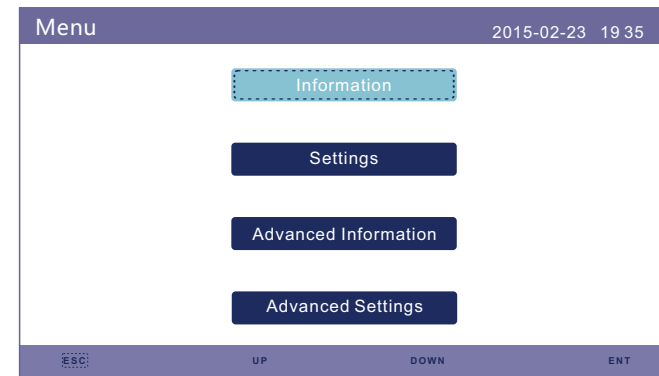 Menu 2015-02-23 19 35
Information
Settings
Advanced Information
Advanced Settings
ESC UP DOWN ENT